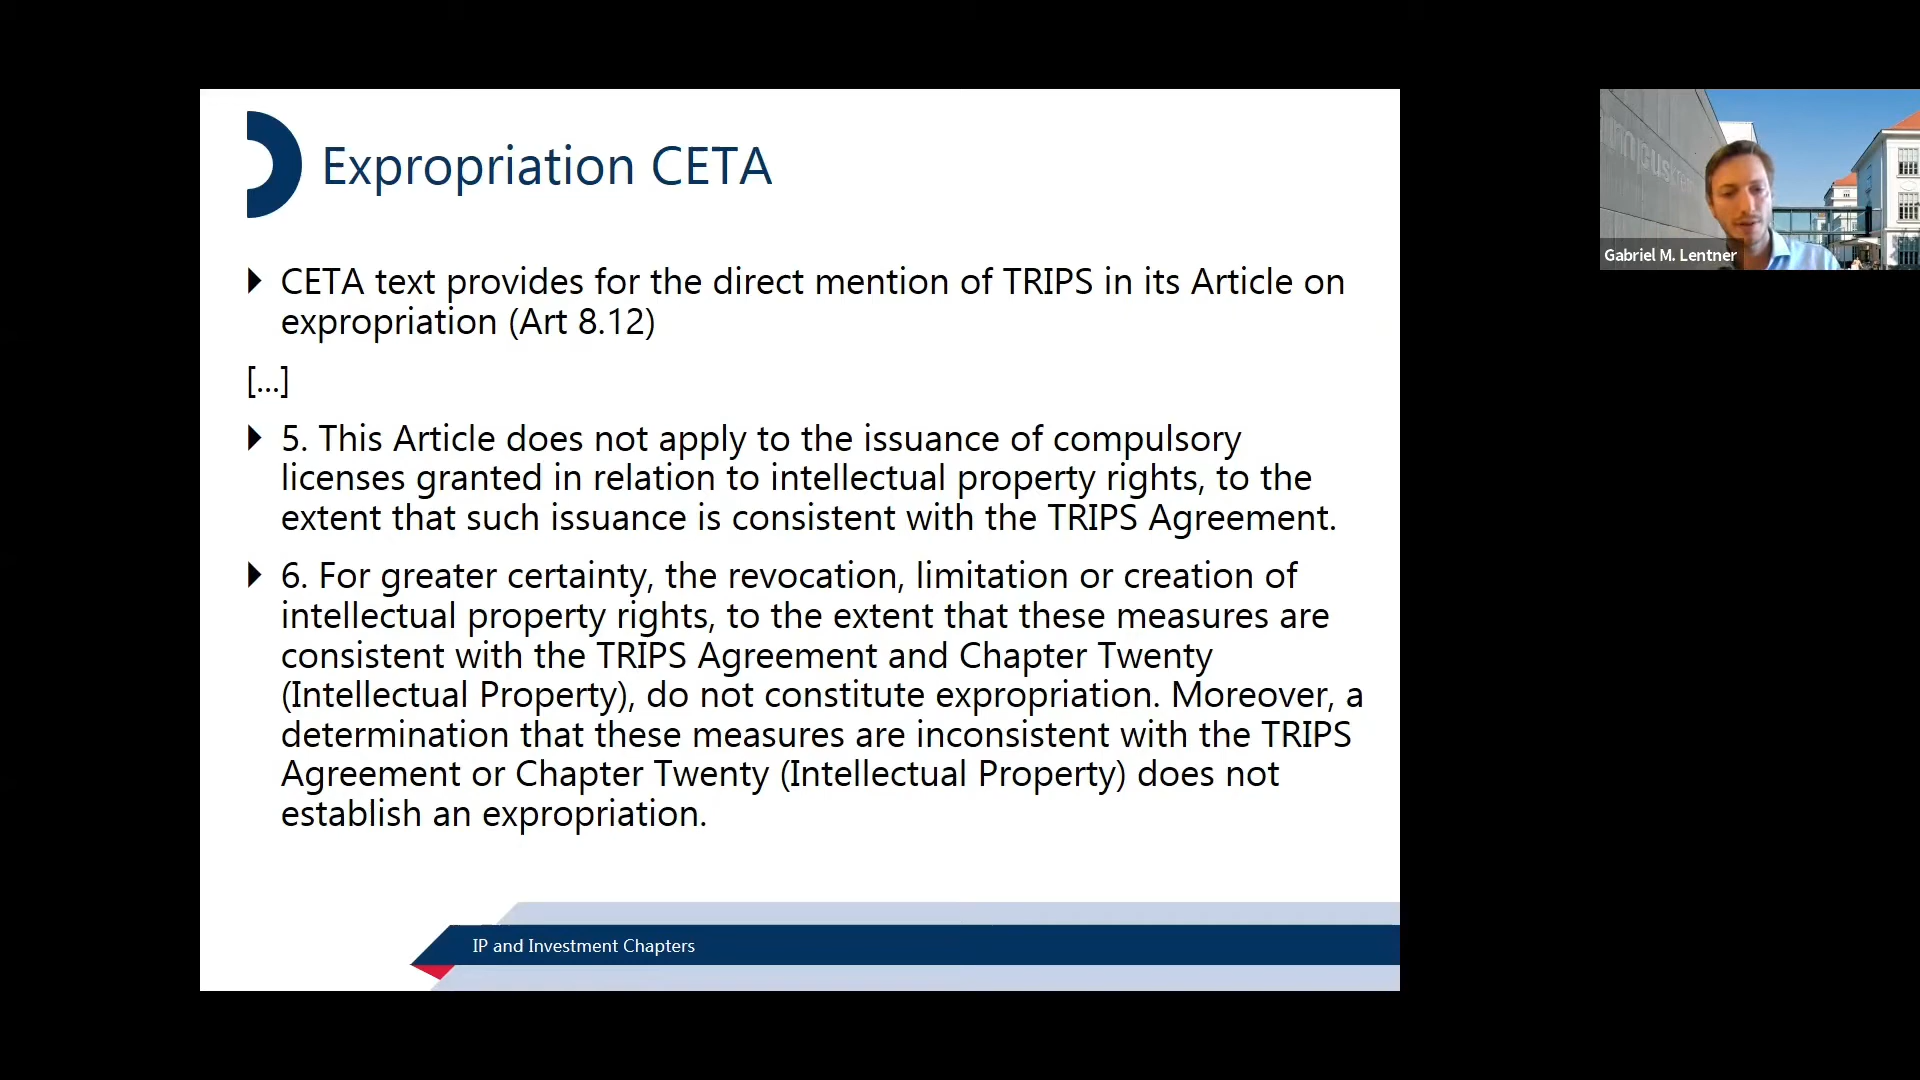 Expropriation CETA
CETA text provides for the direct mention of TRIPS in its Article on
expropriation (Art 8.12)
[...]
5. This Article does not apply to the issuance of compulsory
licenses granted in relation to intellectual property rights, to the
extent that such issuance is consistent with the TRIPS Agreement.
6. For greater certainty, the revocation, limitation or creation of
intellectual property rights, to the extent that these measures are
consistent with the TRIPS Agreement and Chapter Twenty
(Intellectual Property), do not constitute expropriation. Moreover, a
determination that these measures are inconsistent with the TRIPS
Agreement or Chapter Twenty (Intellectual Property) does not
establish an expropriation.
IP and Investment Chapters
Gabriel M. Lentner